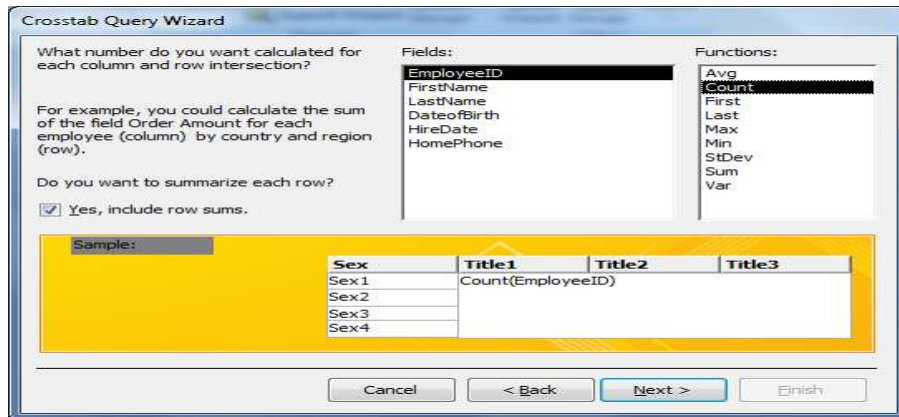 Crosstab Query Wizard
What number do you want calculated for
each column and row intersection?
For example, you could calculate the sum
of the field Order Amount for each
employee (column) by country and region
(row).
Do you want to summarize each row?
Yes, include row sums.
Fields:
EmployeeID
FirstName
LastName
DateofBirth
HireDate
HomePhone
Functions:
Avg
Count
First
Last
Max
Min
StDev
Sum
Var
Sample:
Sex Title1 Title2 Title3
Sex1 Count(EmployeeID)
Sex2
Sex3
Sex4
Cancel < Back Next > Finish